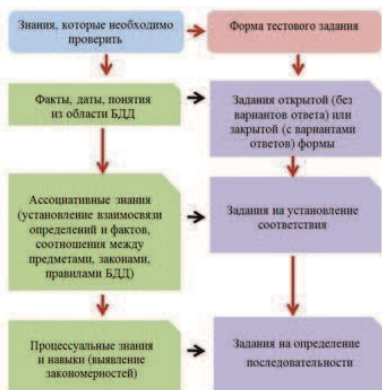 Знания, которые необходимо
проверить
Форма тестового задания
Факты, даты, понятия
из области БДД
Задания открытой (без
вариантов ответа) или
закрытой (с вариантами
ответов) формы
Ассоциативные знания
(установление взаимосвязи
определений и фактов,
соотношения между
предметами, законами,
правилами БДД)
Задания на установление
соответствия
Процессуальные знания
и навыки (выявление
закономерностей)
Задания на определение
последовательности